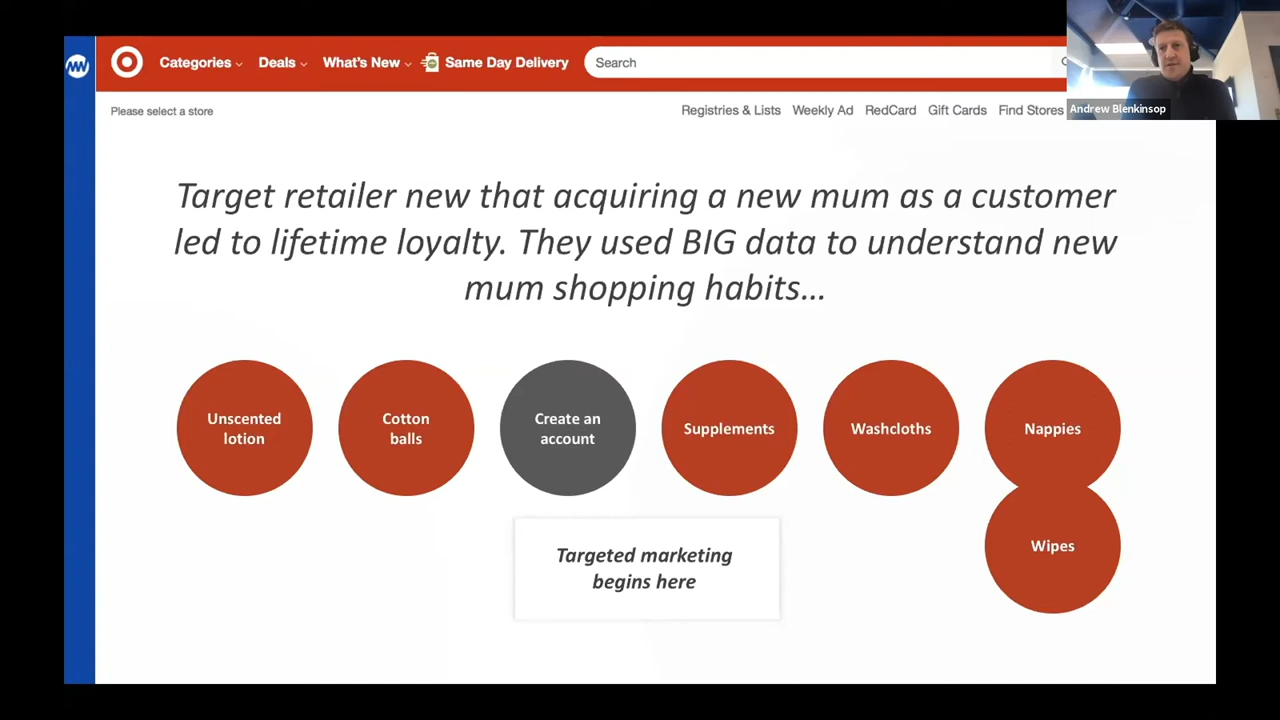 Categories Deals What's New Same Day Delivery Search
Please select a store Registries & Lists Weekly Ad RedCard Gift Cards Find Stores
Andrew Blenkinsop
Target retailer new that acquiring a new mum as a customer
led to lifetime loyalty. They used BIG data to understand new
mum shopping habits...
Unscented
lotion
Cotton
balls
Create an
account
Supplements
Washcloths
Nappies
Wipes
Targeted marketing
begins here